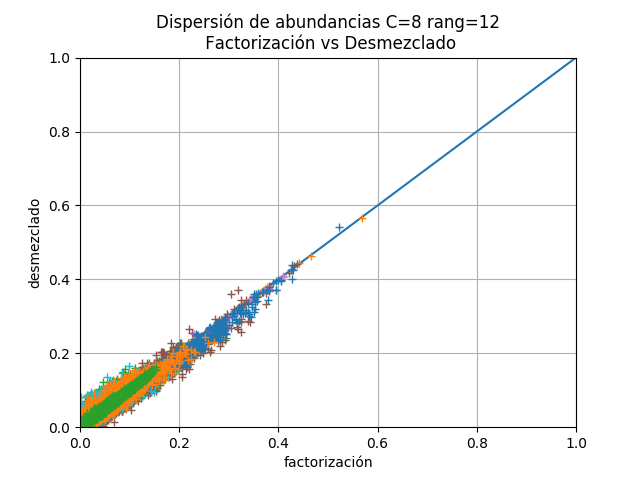 Dispersión de abundancias C=8 rang=12
Factorización vs Desmezclado
1.0
0.8
0.6
0.4
0.2
0.0
desmezclado
0.0 0.2 0.4 0.6 0.8 1.0
factorización